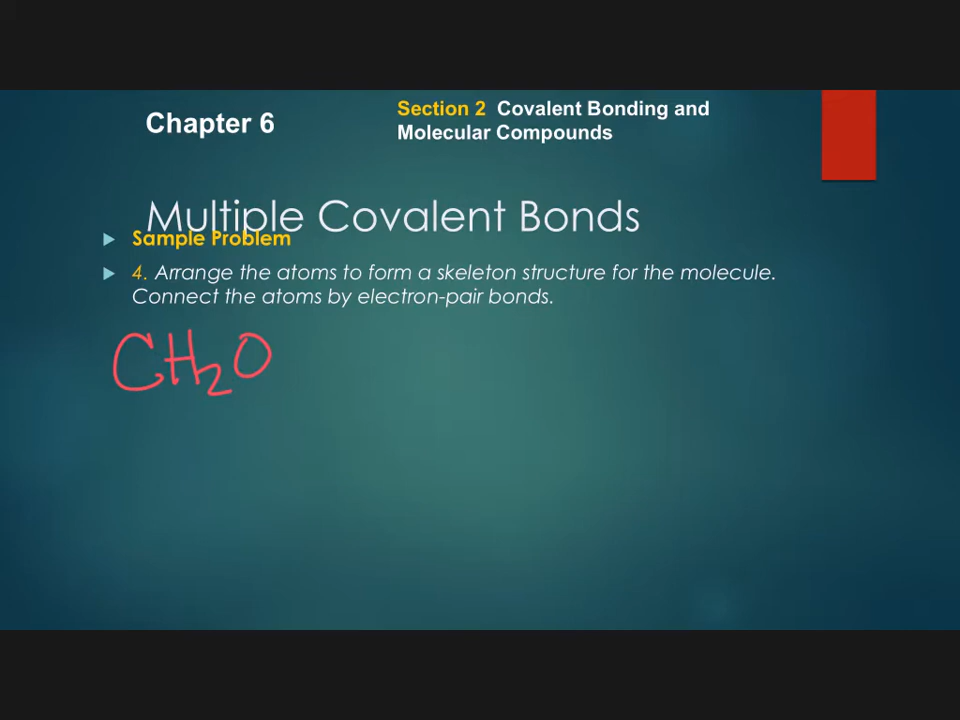 Chapter 6
Section 2 Covalent Bonding and
Molecular Compounds
Multiple Covalent Bonds
Sample Problem
4. Arrange the atoms to form a skeleton structure for the molecule.
Connect the atoms by electron-pair bonds.
CH₂O